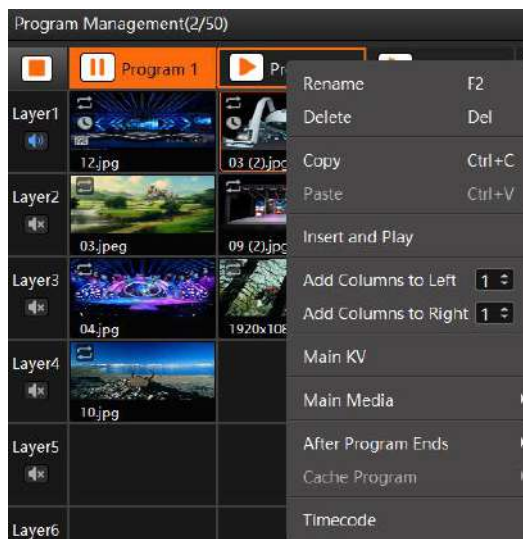 Program Management(2/50)
Program 1
Pr
Rename F2
Delete Del
Copy Ctrl+C
Paste Ctrl+V
Insert and Play
Add Columns to Left 1
Add Columns to Right 1
Main KV
Main Media
After Program Ends
Cache Program
Timecode
Layer1
12.jpg
03 (2).jpg
Layer2
03.jpeg
09 (2).jpg
Layer3
04.jpg
1920x108
Layer4
10.jpg
Layer5
Layer6